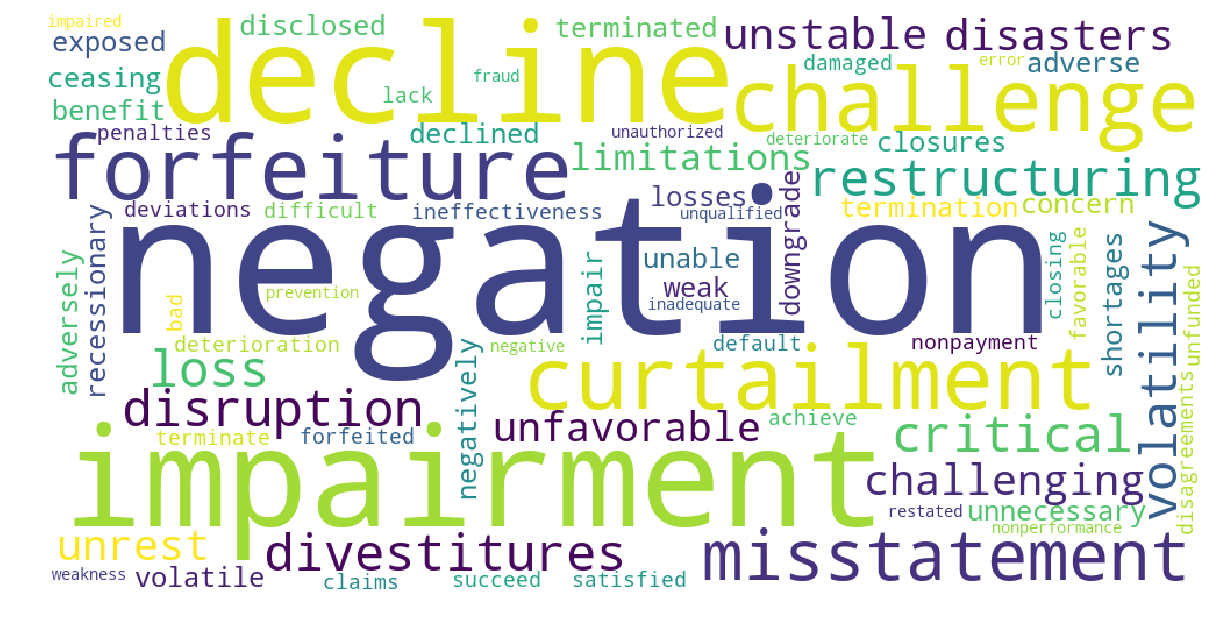 impaired
exposed
disclosed
decline
terminated
unstable
disasters
ceasing
benefit
fraud
lack
challenge
damaged
error
adverse
penalties
declined
unauthorized
deteriorate
closures
forfeiture
limitations
restructuring
deviations
difficult
ineffectiveness
losses
unqualified
downgrade
termination
concern
negation
adversely
recessionary
bad
prevention
impair
unable
weak
inadequate
closing
favorable
shortages
volatility
unfunded
deterioration
negative
default
nonpayment
loss
negatively
curtailment
disagreements
disruption
unfavorable
achieve
critical
terminate
forfeited
impairment
challenging
restated
unnecessary
nonperformance
unrest
divestitures
misstatement
weakness
volatile
claims
succeed
satisfied